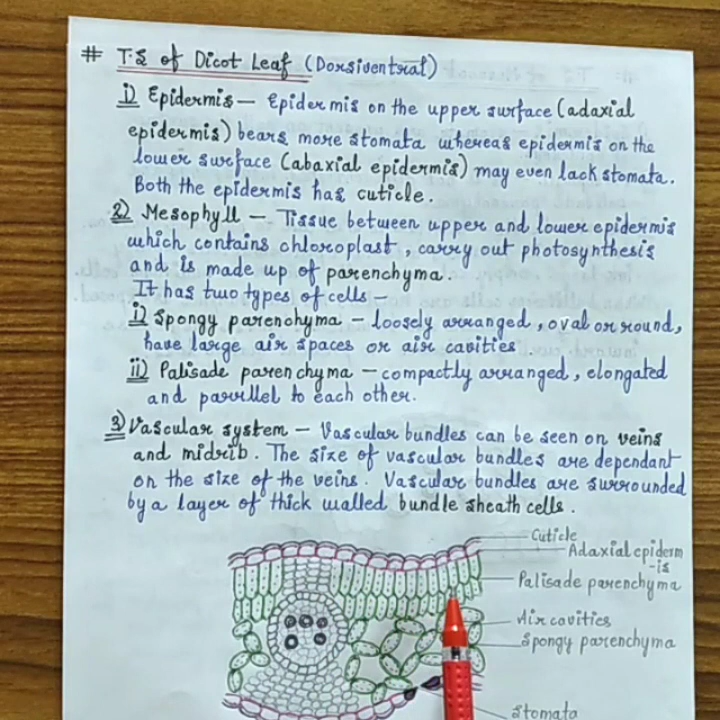 # T.S of Dicot Leaf (Dorsiventral)
i) Epidermis — Epidermis on the upper surface (adaxial
epidermis) bears more stomata whereas epidermis on the
lower surface (abaxial epidermis) may even lack stomata.
Both the epidermis has cuticle.
2) Mesophyll — Tissue between upper and lower epidermis
which contains chloroplast, carry out photosynthesis
and is made up of parenchyma.
It has two types of cells —
i) Spongy parenchyma — loosely arranged, oval or round,
have large air spaces or air cavities.
ii) Palisade parenchyma — compactly arranged, elongated
and parallel to each other.
3) Vascular system — Vascular bundles can be seen on veins
and midrib. The size of vascular bundles are dependant
on the size of the veins. Vascular bundles are surrounded
by a layer of thick walled bundle sheath cells.
Cuticle
Adaxial epiderm
-is
Palisade parenchyma
Air cavities
Spongy parenchyma
Stomata